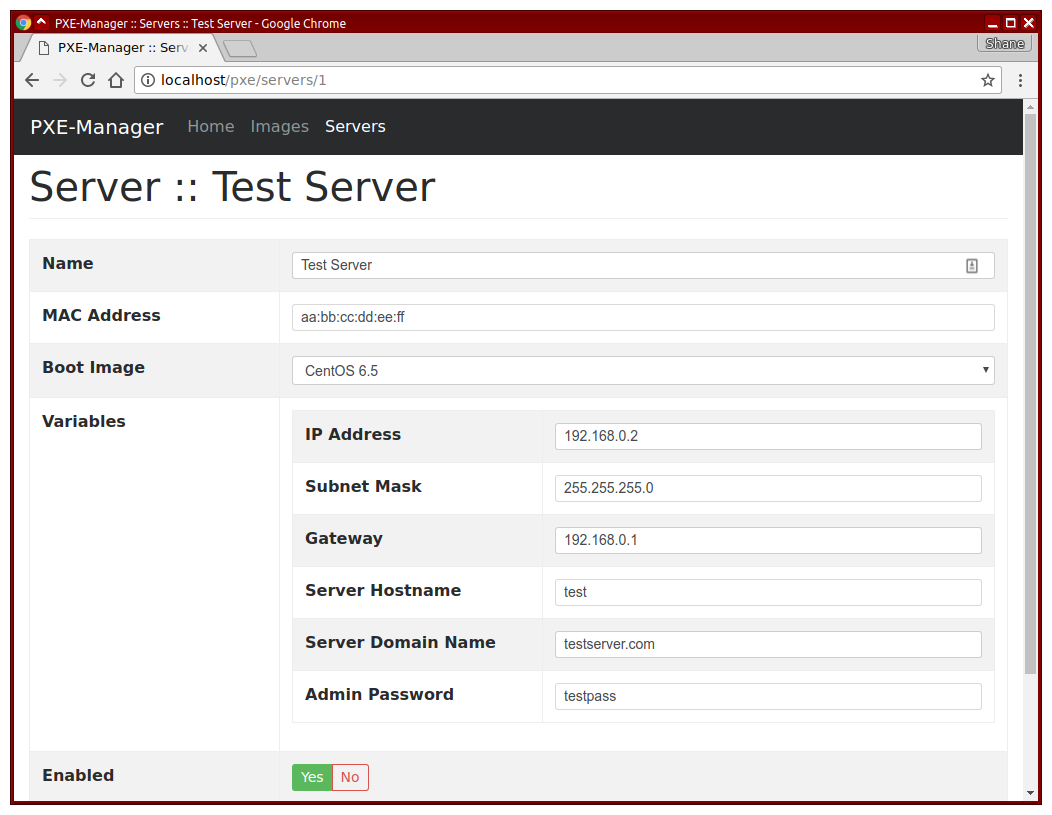 PXE-Manager :: Servers :: Test Server - Google Chrome
PXE-Manager :: Serv
Shane
localhost/pxe/servers/1
PXE-Manager Home Images Servers
Server :: Test Server
Name Test Server
MAC Address aa:bb:cc:dd:ee:ff
Boot Image CentOS 6.5
Variables
IP Address 192.168.0.2
Subnet Mask 255.255.255.0
Gateway 192.168.0.1
Server Hostname test
Server Domain Name testserver.com
Admin Password testpass
Enabled Yes No